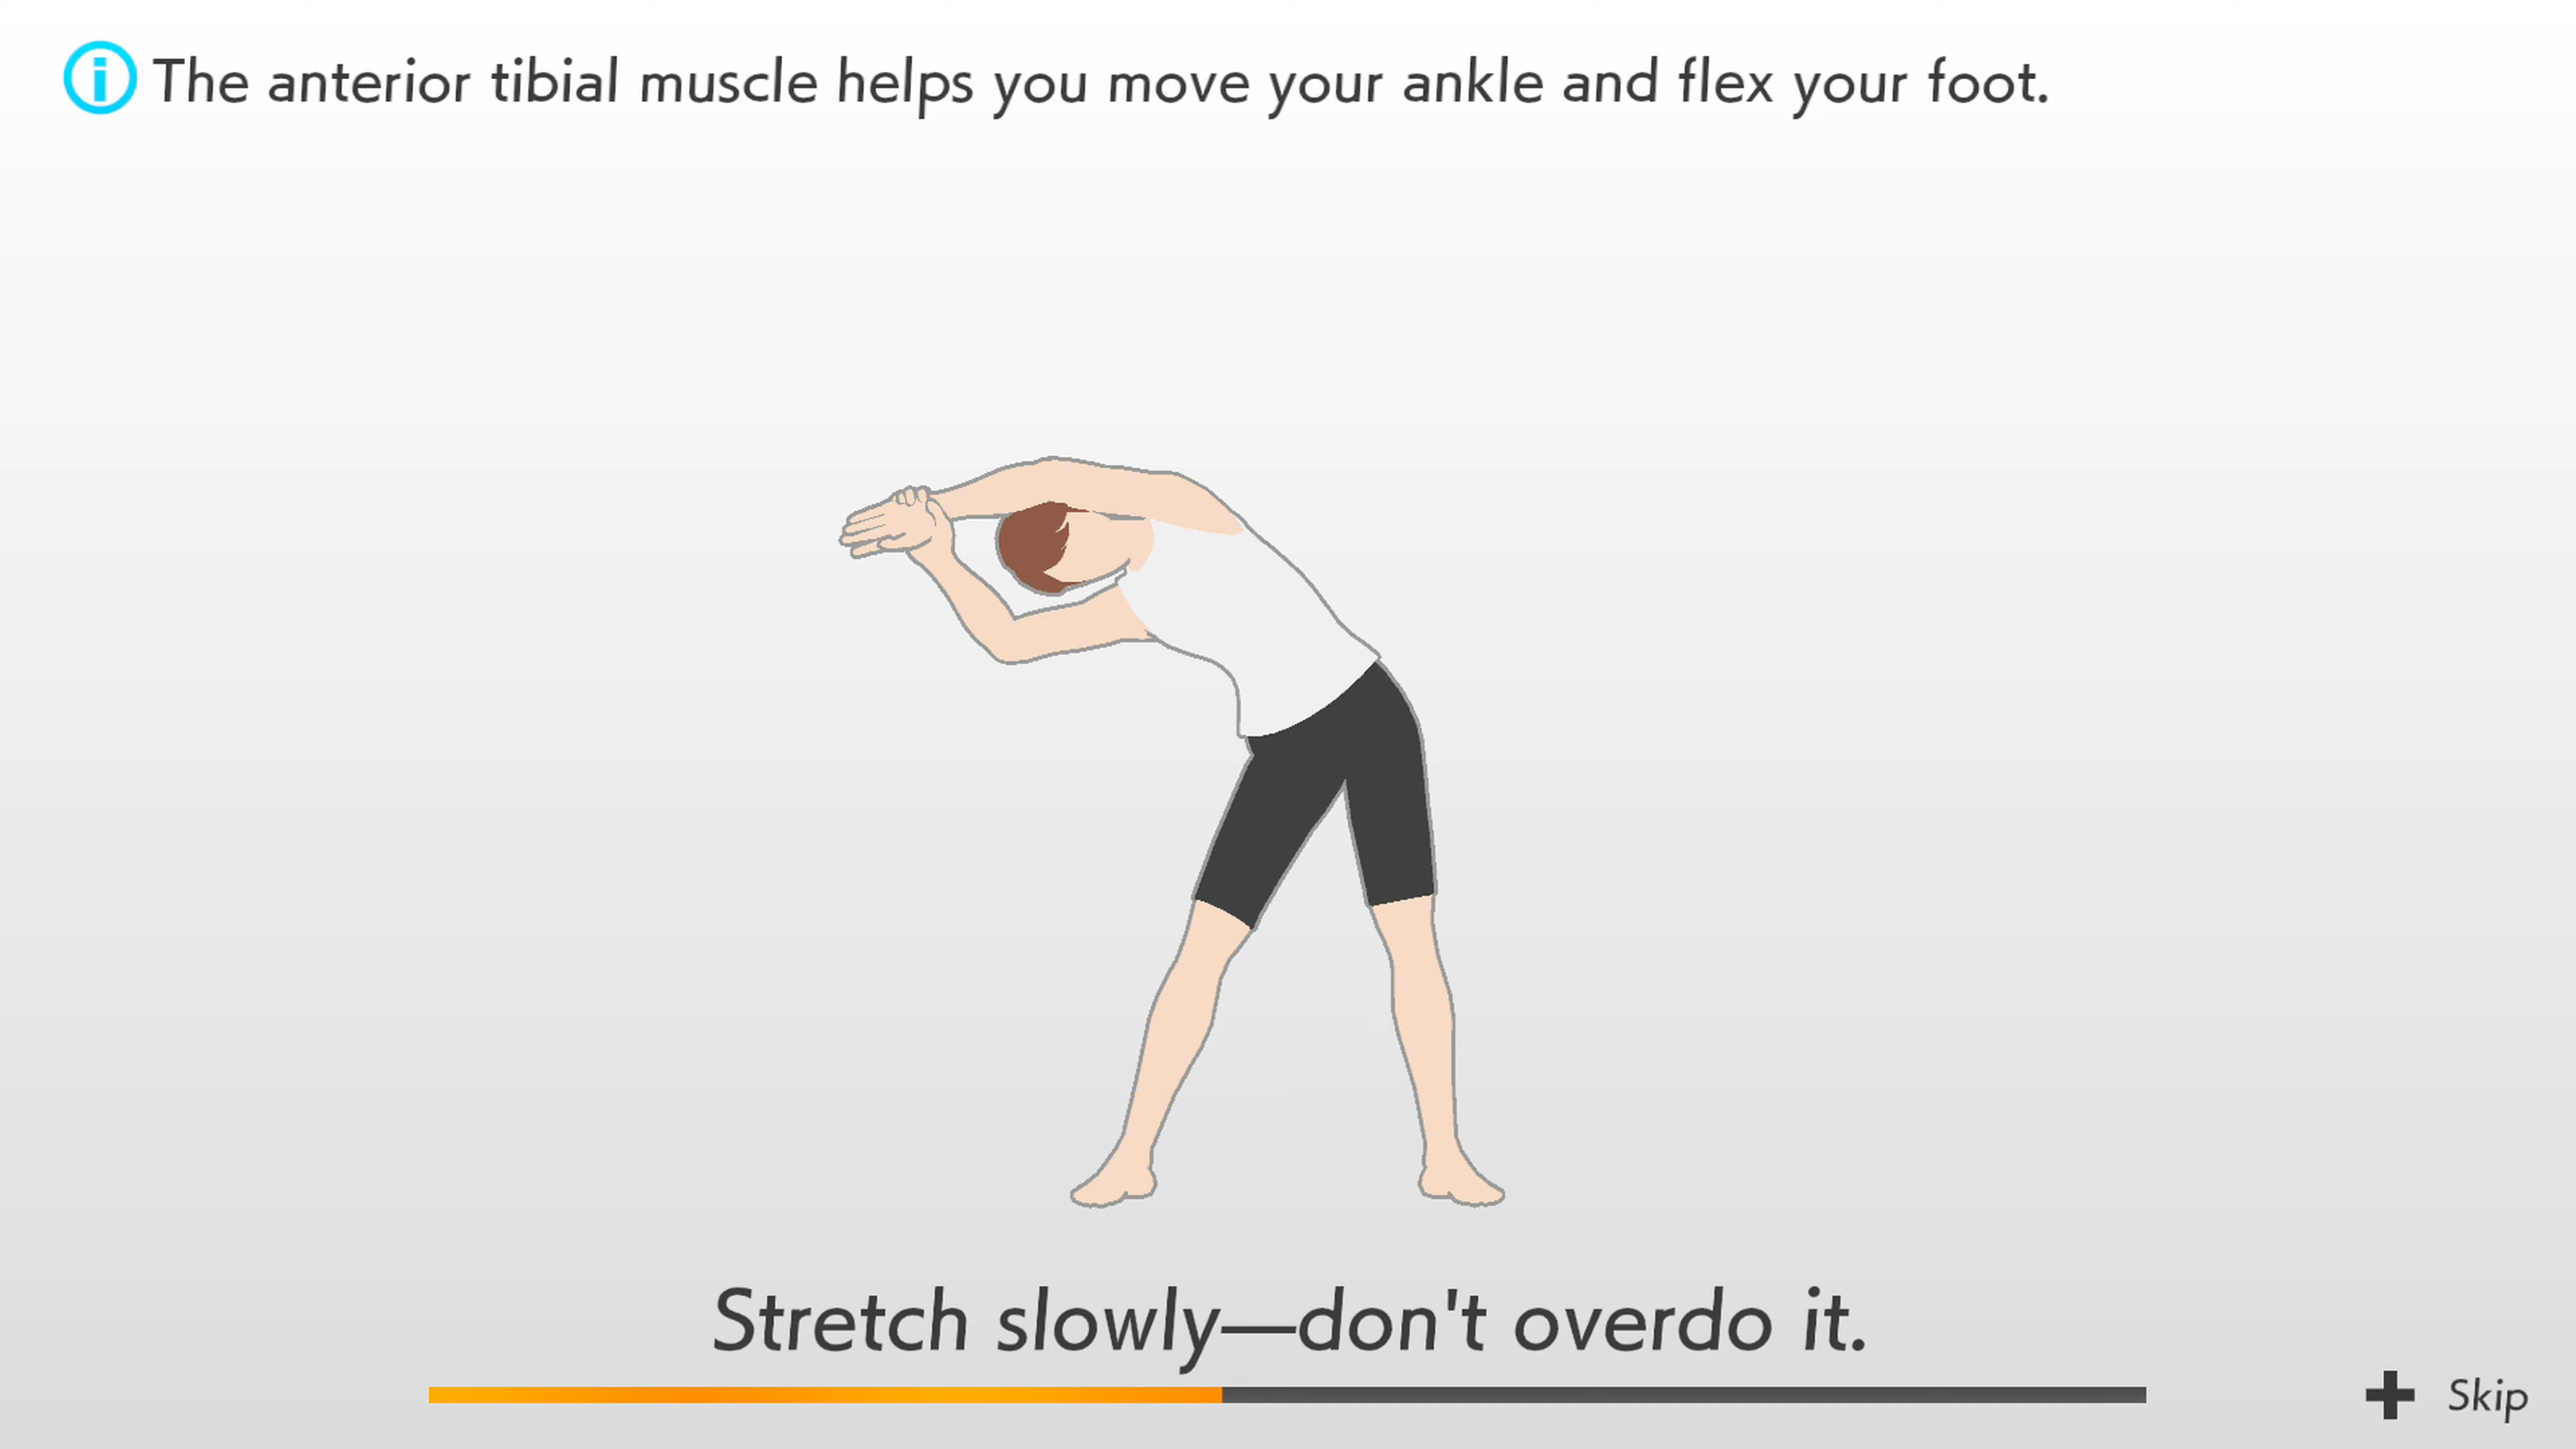 The anterior tibial muscle helps you move your ankle and flex your foot.
Stretch slowly—don't overdo it.
Skip